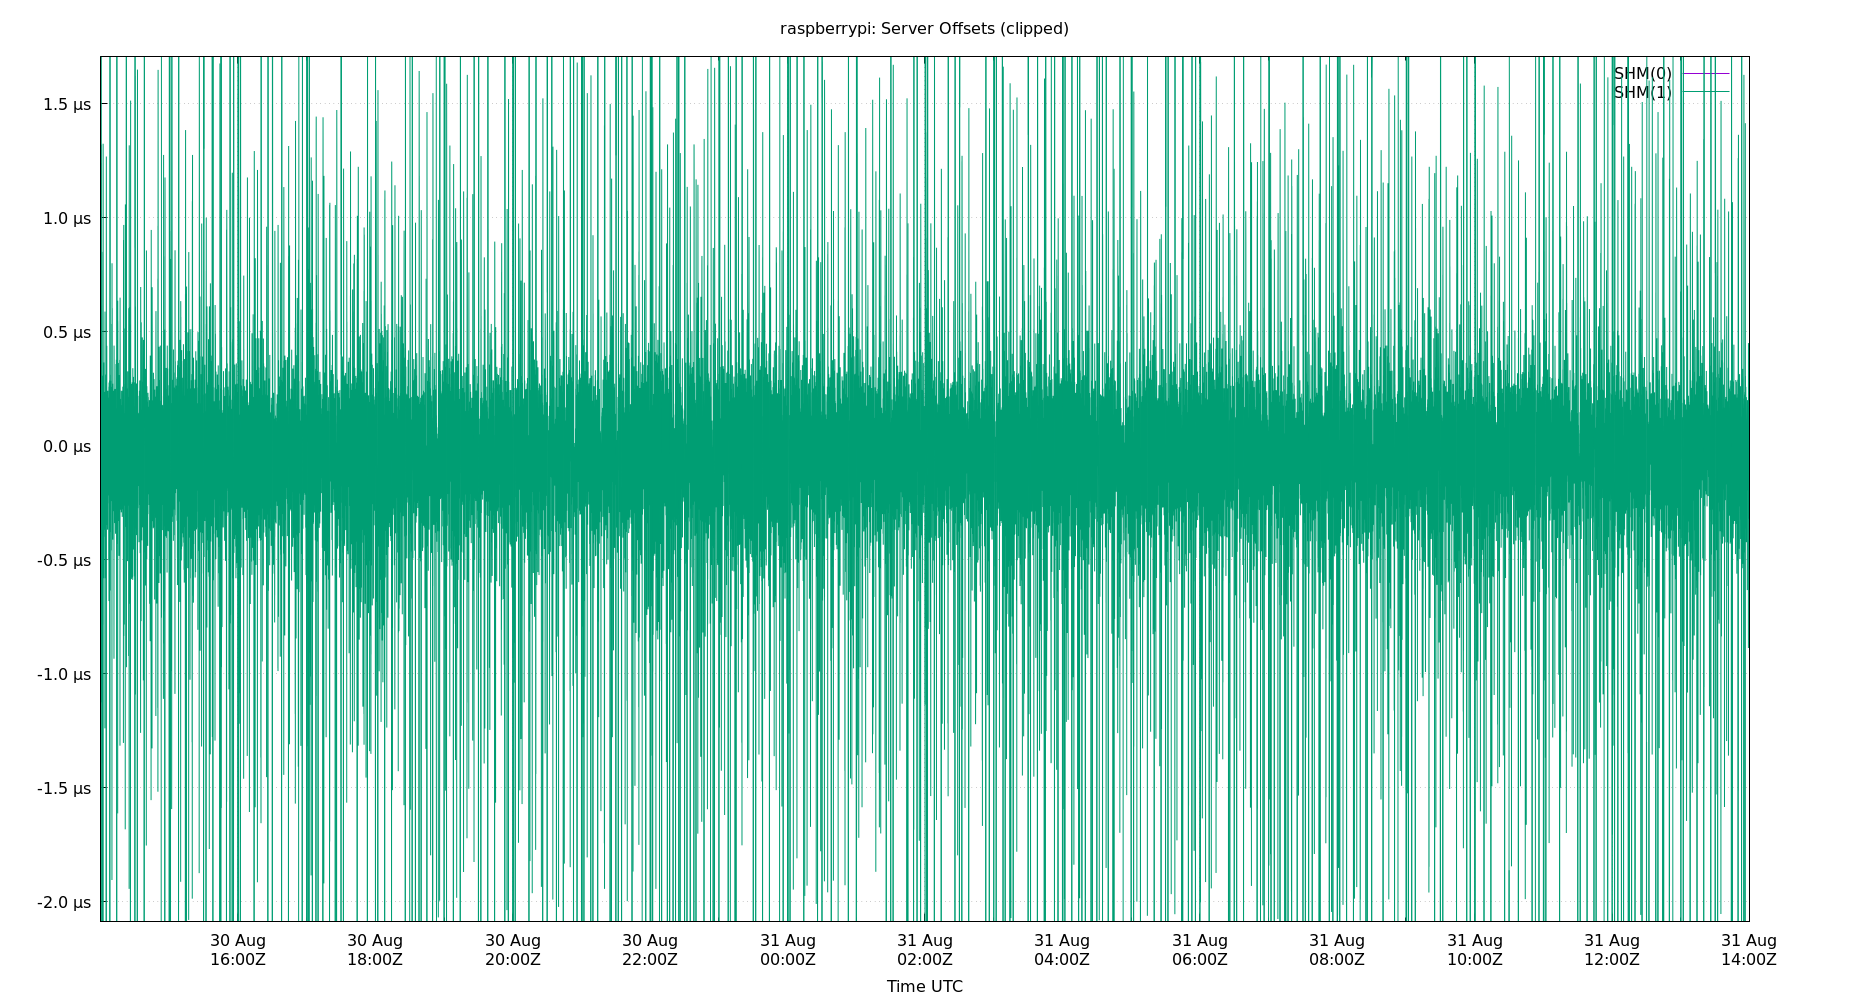 raspberrypi: Server Offsets (clipped)
SHM(0)
SHM(1)
1.5 µs
1.0 µs
0.5 µs
0.0 µs
-0.5 µs
-1.0 µs
-1.5 µs
-2.0 µs
30 Aug 30 Aug 30 Aug 30 Aug 31 Aug 31 Aug 31 Aug 31 Aug 31 Aug 31 Aug 31 Aug 31 Aug
16:00Z 18:00Z 20:00Z 22:00Z 00:00Z 02:00Z 04:00Z 06:00Z 08:00Z 10:00Z 12:00Z 14:00Z
Time UTC